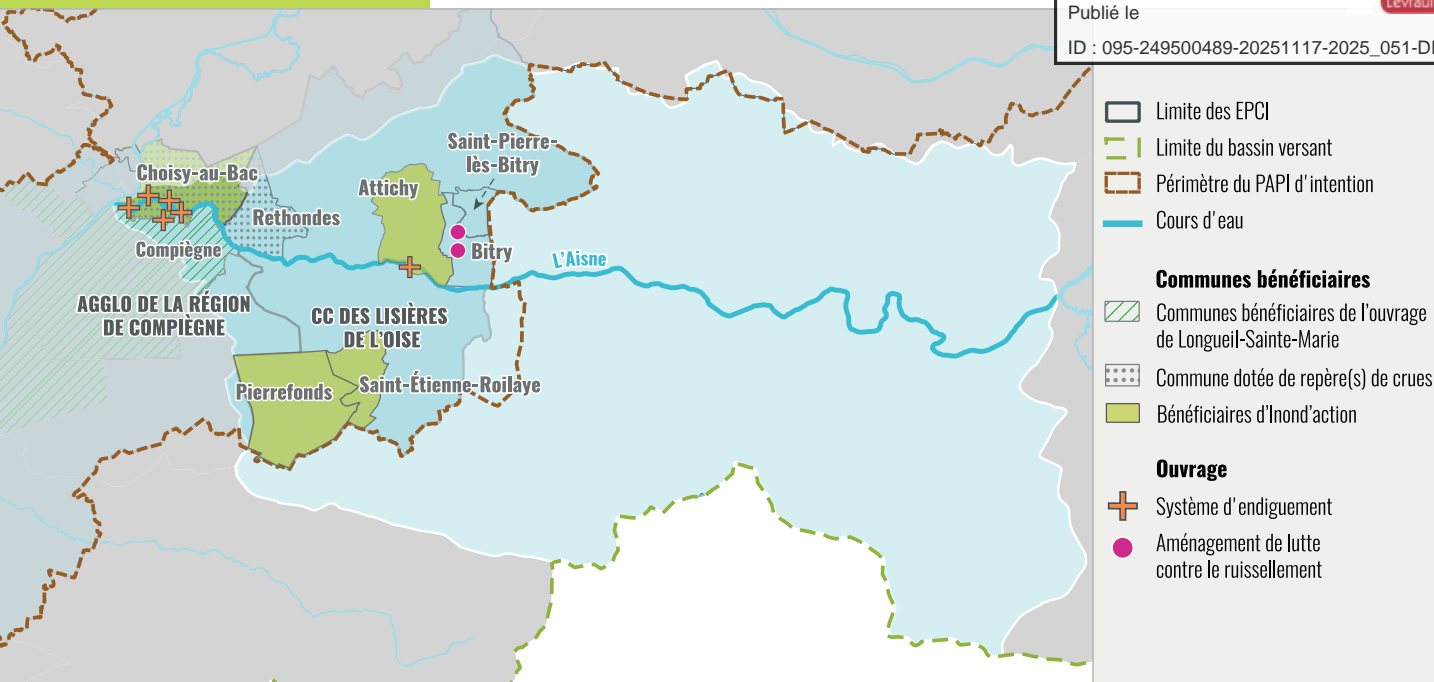 Levrault
Publié le
ID : 095-249500489-20251117-2025_051-DE
Saint-Pierre-
lès-Bitry
Choisy-au-Bac
Attichy
Rethondes
Compiègne
Bitry
L'Aisne
AGGLO DE LA RÉGION
DE COMPIÈGNE
CC DES LISIÈRES
DE L'OISE
Pierrefonds
Saint-Étienne-Roilaye
Limite des EPCI
Limite du bassin versant
Périmètre du PAPI d'intention
Cours d'eau
Communes bénéficiaires
Communes bénéficiaires de l'ouvrage
de Longueil-Sainte-Marie
Commune dotée de repère(s) de crues
Bénéficiaires d'Inond'action
Ouvrage
Système d'endiguement
Aménagement de lutte
contre le ruissellement